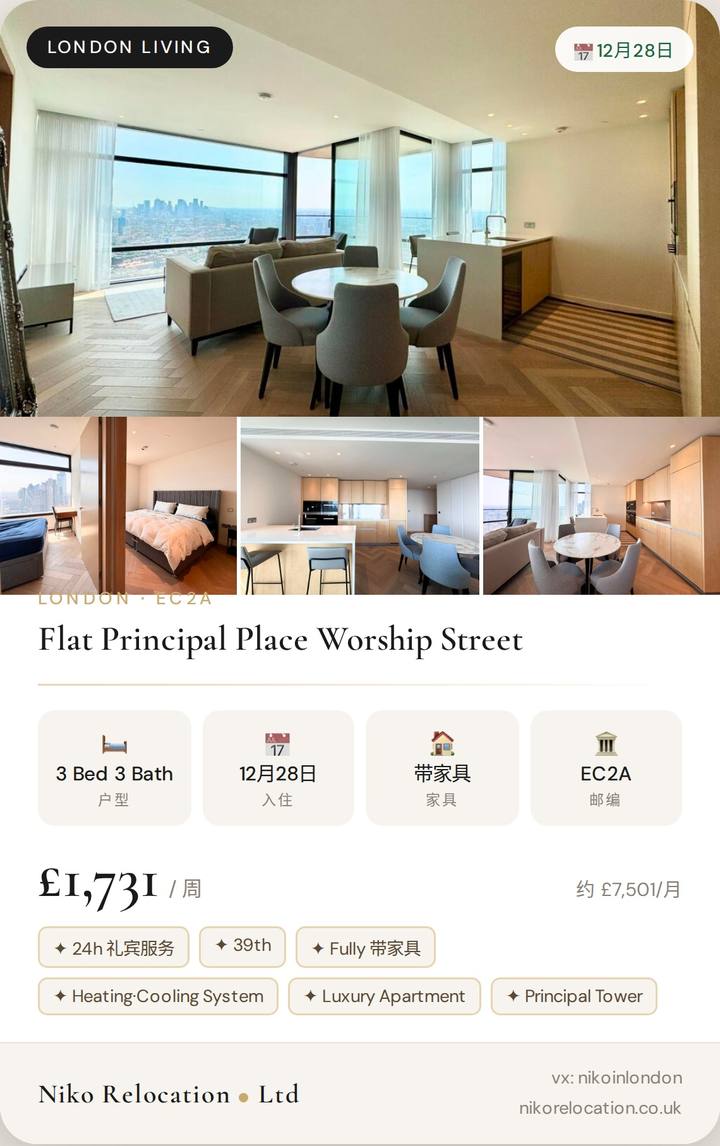 LONDON LIVING
12月28日
LONDON · EC2A
Flat Principal Place Worship Street
3 Bed 3 Bath
户型
12月28日
入住
带家具
家具
EC2A
邮编
£1,731 / 周
约 £7,501/月
✦ 24h 礼宾服务
✦ 39th
✦ Fully 带家具
✦ Heating·Cooling System
✦ Luxury Apartment
✦ Principal Tower
Niko Relocation ● Ltd
vx: nikoinlondon
nikorelocation.co.uk